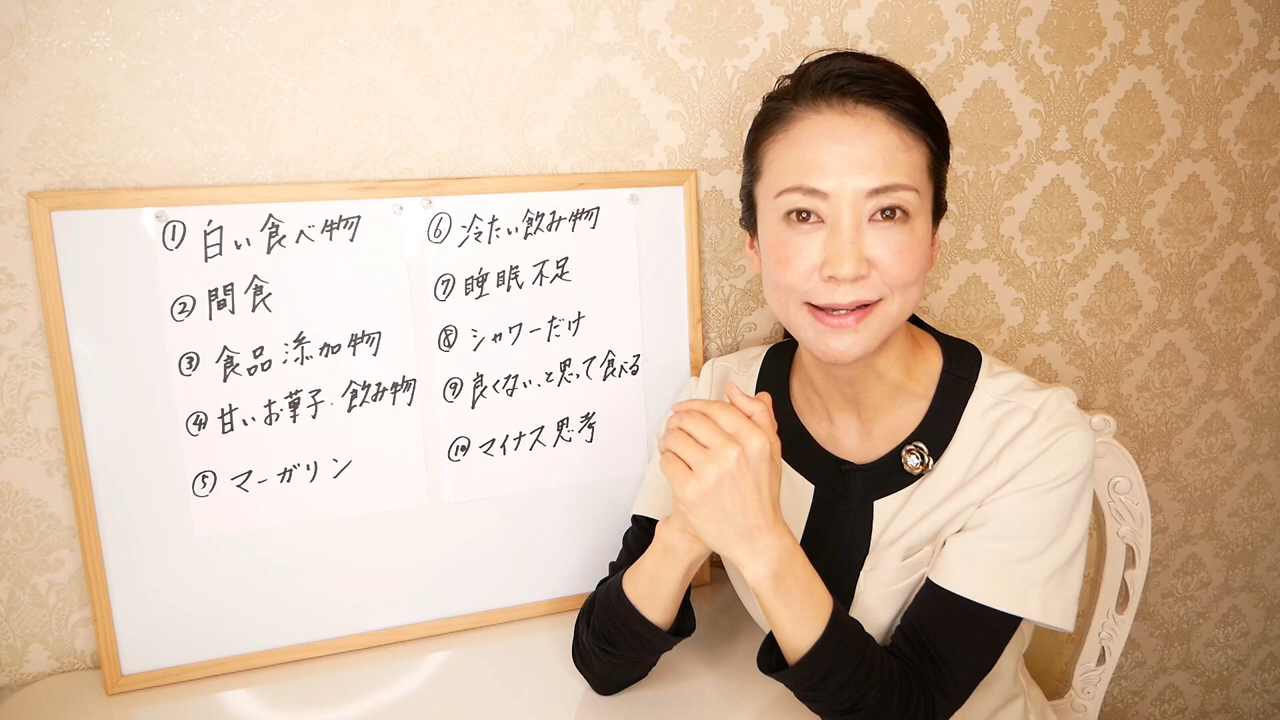 ① 白い食べ物
② 間食
③ 食品添加物
④ 甘いお菓子、飲み物
⑤ マーガリン
⑥ 冷たい飲み物
⑦ 睡眠不足
⑧ シャワーだけ
⑨ 良くない、と思って食べる
⑩ マイナス思考